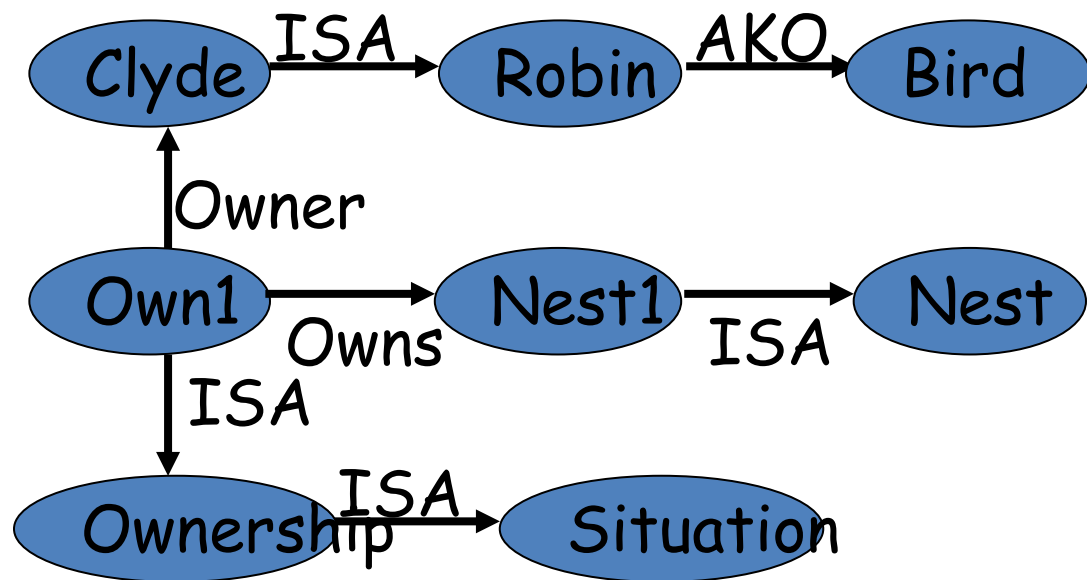 Clyde ISA Robin AKO Bird
Owner
Own1 Owns Nest1 ISA Nest
ISA
Ownership ISA Situation